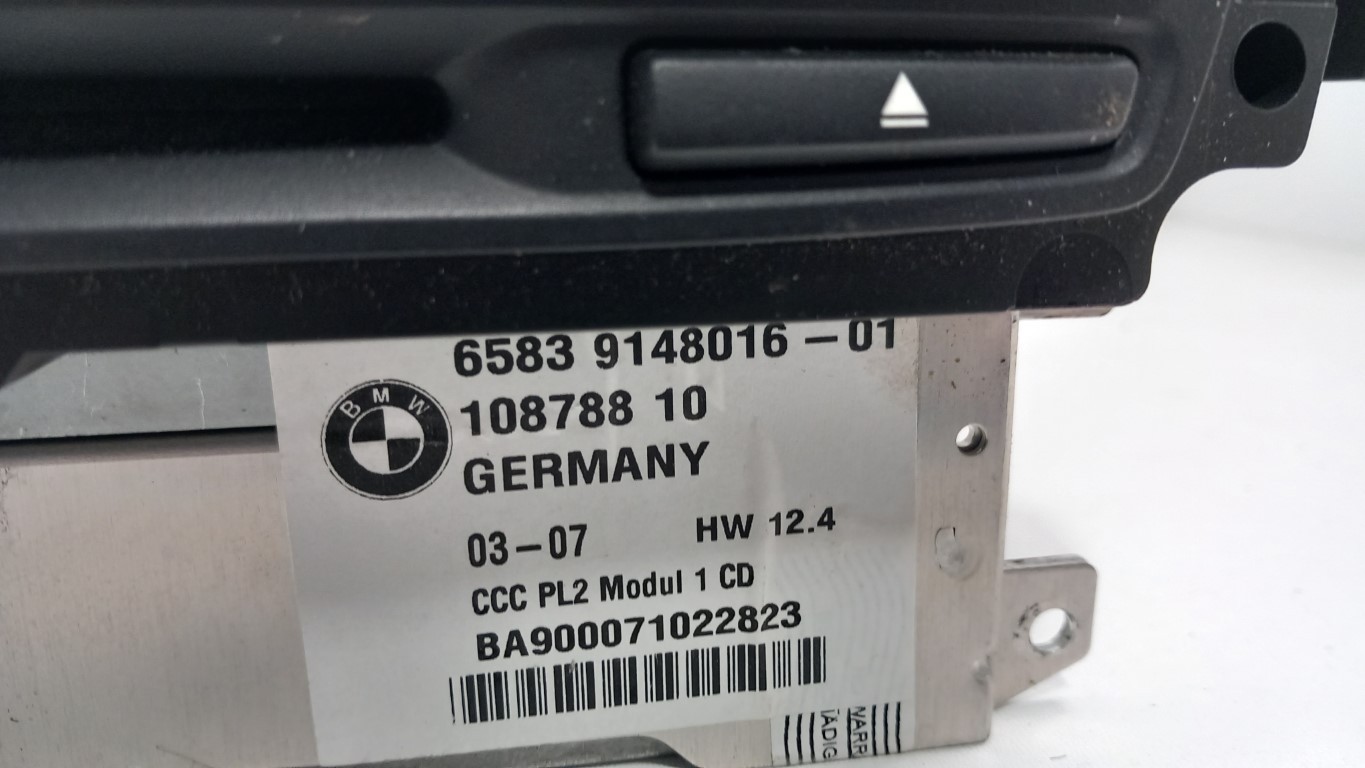 6583 9148016 – 01
BMW
108788 10
GERMANY
03 – 07 HW 12.4
CCC PL2 Modul 1 CD
BA900071022823